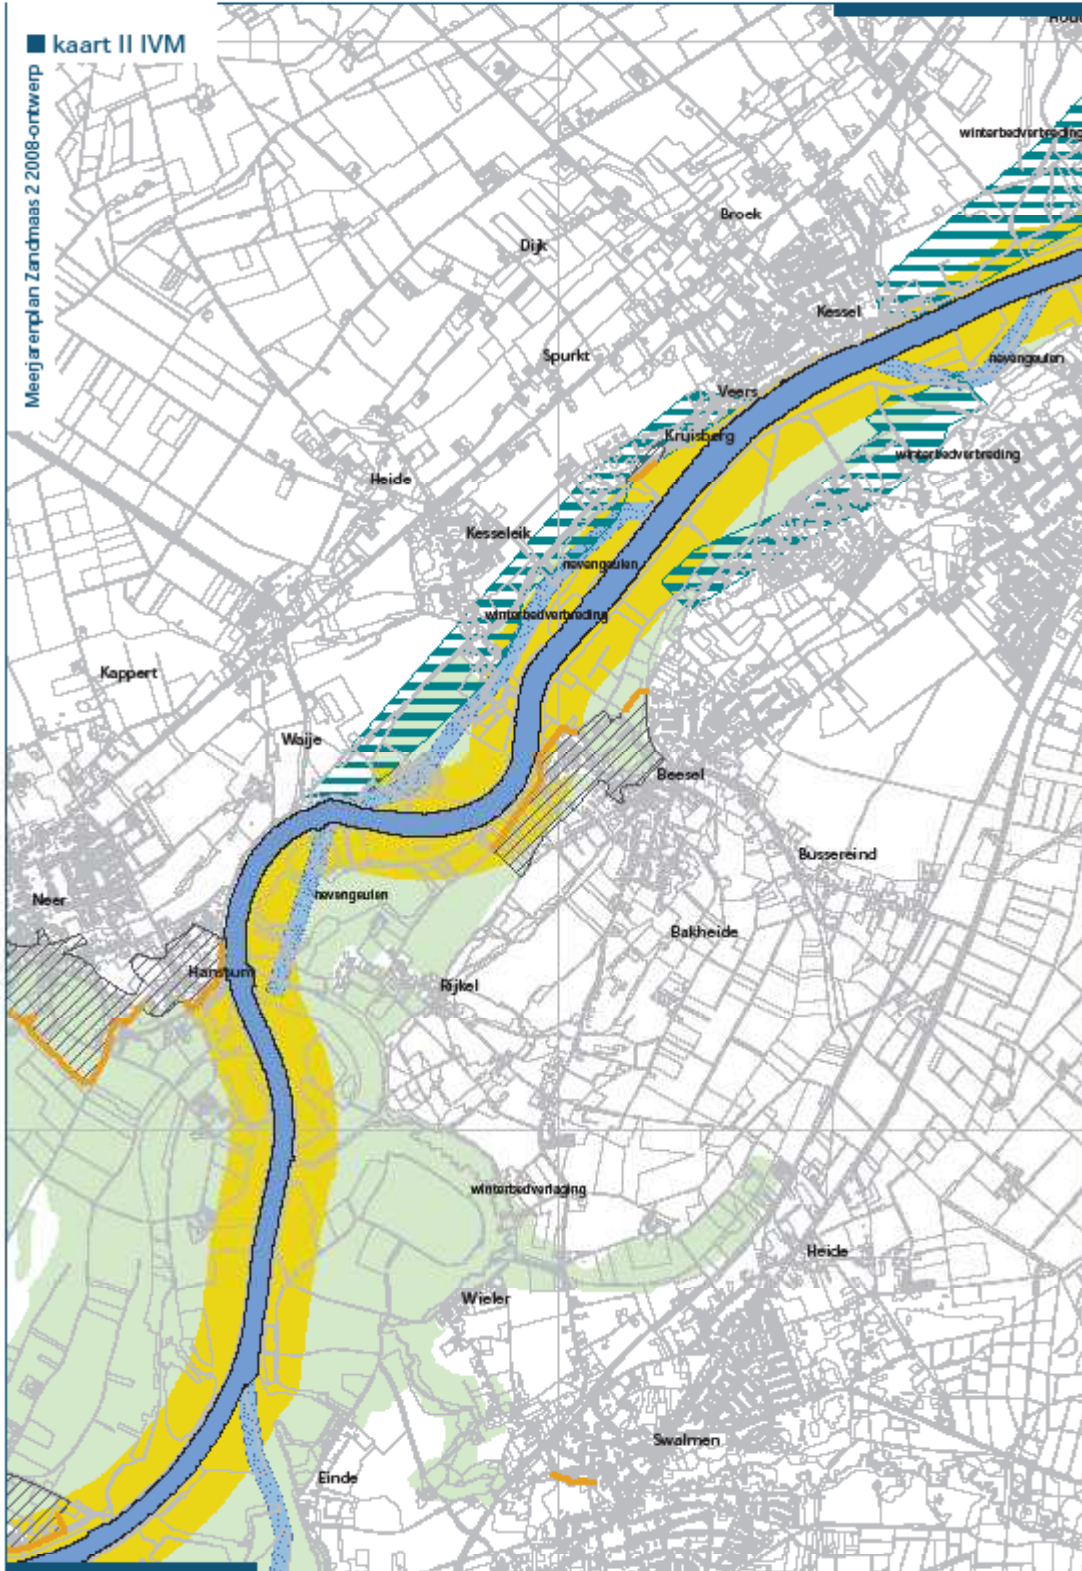 kaart II IVM
Meerjarenplan Zandmaas 2 2008-ontwerp
winterbedverbreding
Broek
Dijk
Kessel
Spurkt
nevengeulen
Veers
Kruisberg
winterbedverbreding
Heide
Kesseleik
nevengeulen
winterbedverbreding
Kappert
Waije
Beesel
Bussereind
nevengeulen
Neer
Bakheide
Hanssum
Rijkel
winterbedverlaging
Heide
Wieler
Swalmen
Einde